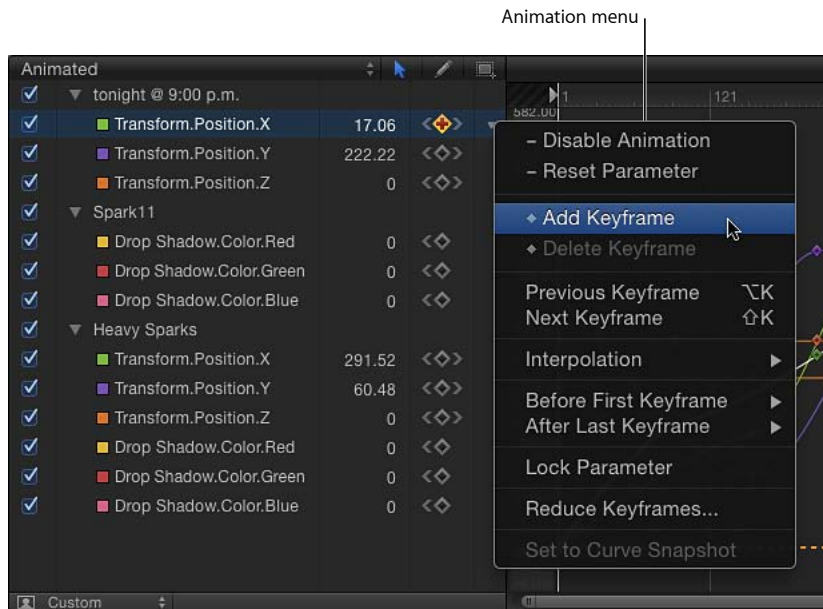 Animation menu
Animated
1
121
582.00
tonight @ 9:00 p.m.
Transform.Position.X 17.06
Transform.Position.Y 222.22
Transform.Position.Z 0
Spark11
Drop Shadow.Color.Red 0
Drop Shadow.Color.Green 0
Drop Shadow.Color.Blue 0
Heavy Sparks
Transform.Position.X 291.52
Transform.Position.Y 60.48
Transform.Position.Z 0
Drop Shadow.Color.Red 0
Drop Shadow.Color.Green 0
Drop Shadow.Color.Blue 0
Custom
– Disable Animation
– Reset Parameter
Add Keyframe
Delete Keyframe
Previous Keyframe ⌥K
Next Keyframe ⇧K
Interpolation
Before First Keyframe
After Last Keyframe
Lock Parameter
Reduce Keyframes...
Set to Curve Snapshot